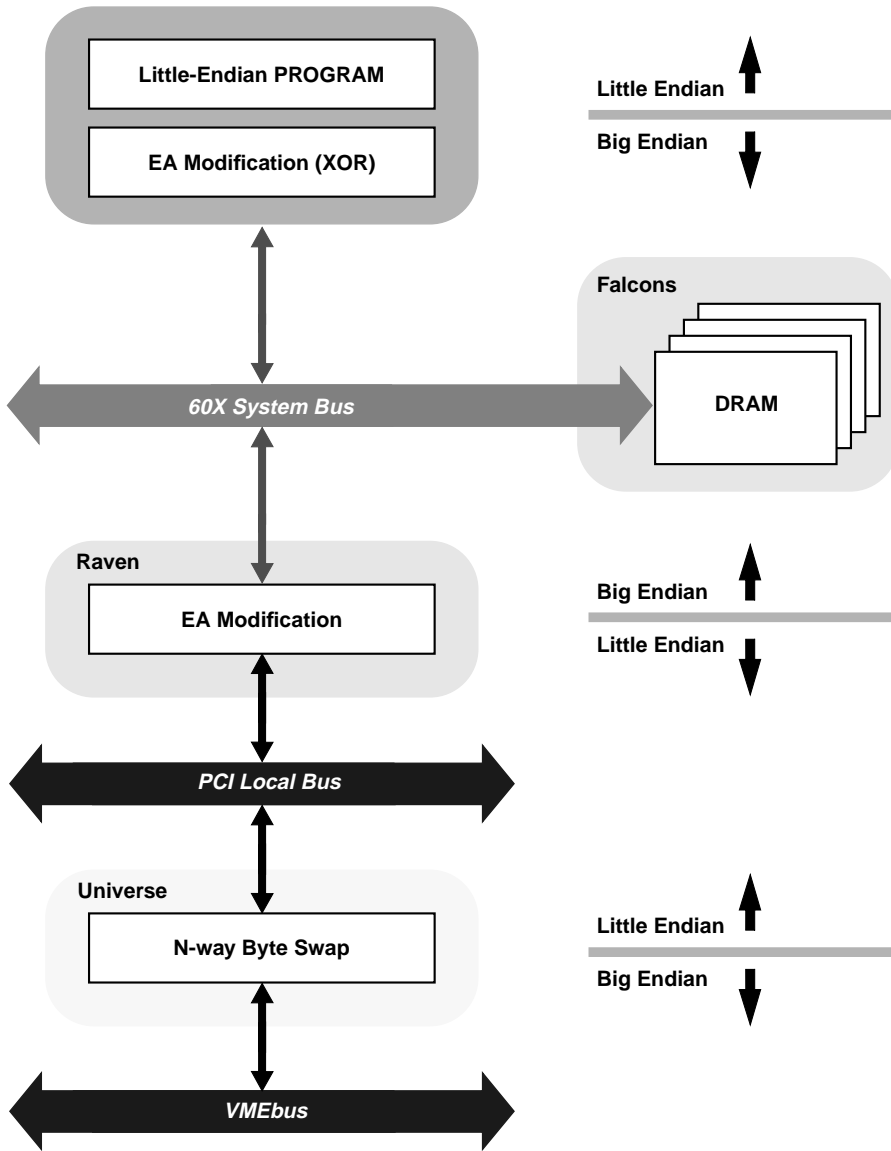 Little-Endian PROGRAM
Little Endian
EA Modification (XOR)
Big Endian
Falcons
DRAM
60X System Bus
Raven
EA Modification
Big Endian
Little Endian
PCI Local Bus
Universe
N-way Byte Swap
Little Endian
Big Endian
VMEbus